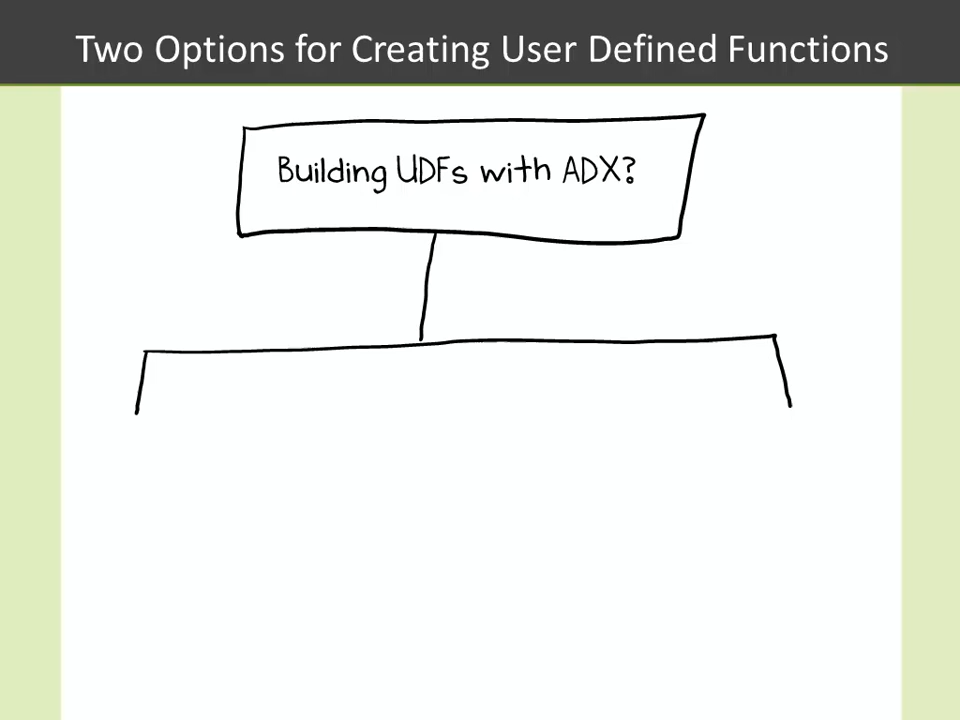 Two Options for Creating User Defined Functions
Building UDFs with ADX?